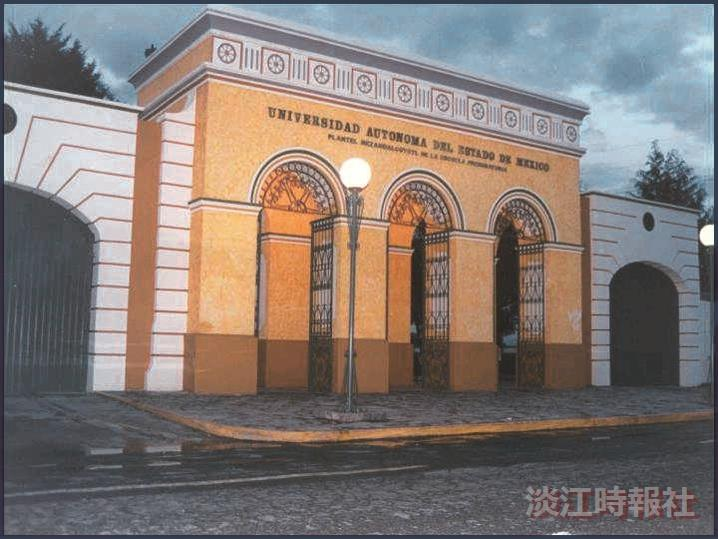 UNIVERSIDAD AUTONOMA DEL ESTADO DE MEXICO
PLANTEL NEZAHUALCOYOTL DE LA ESCUELA PREPARATORIA
淡江時報社